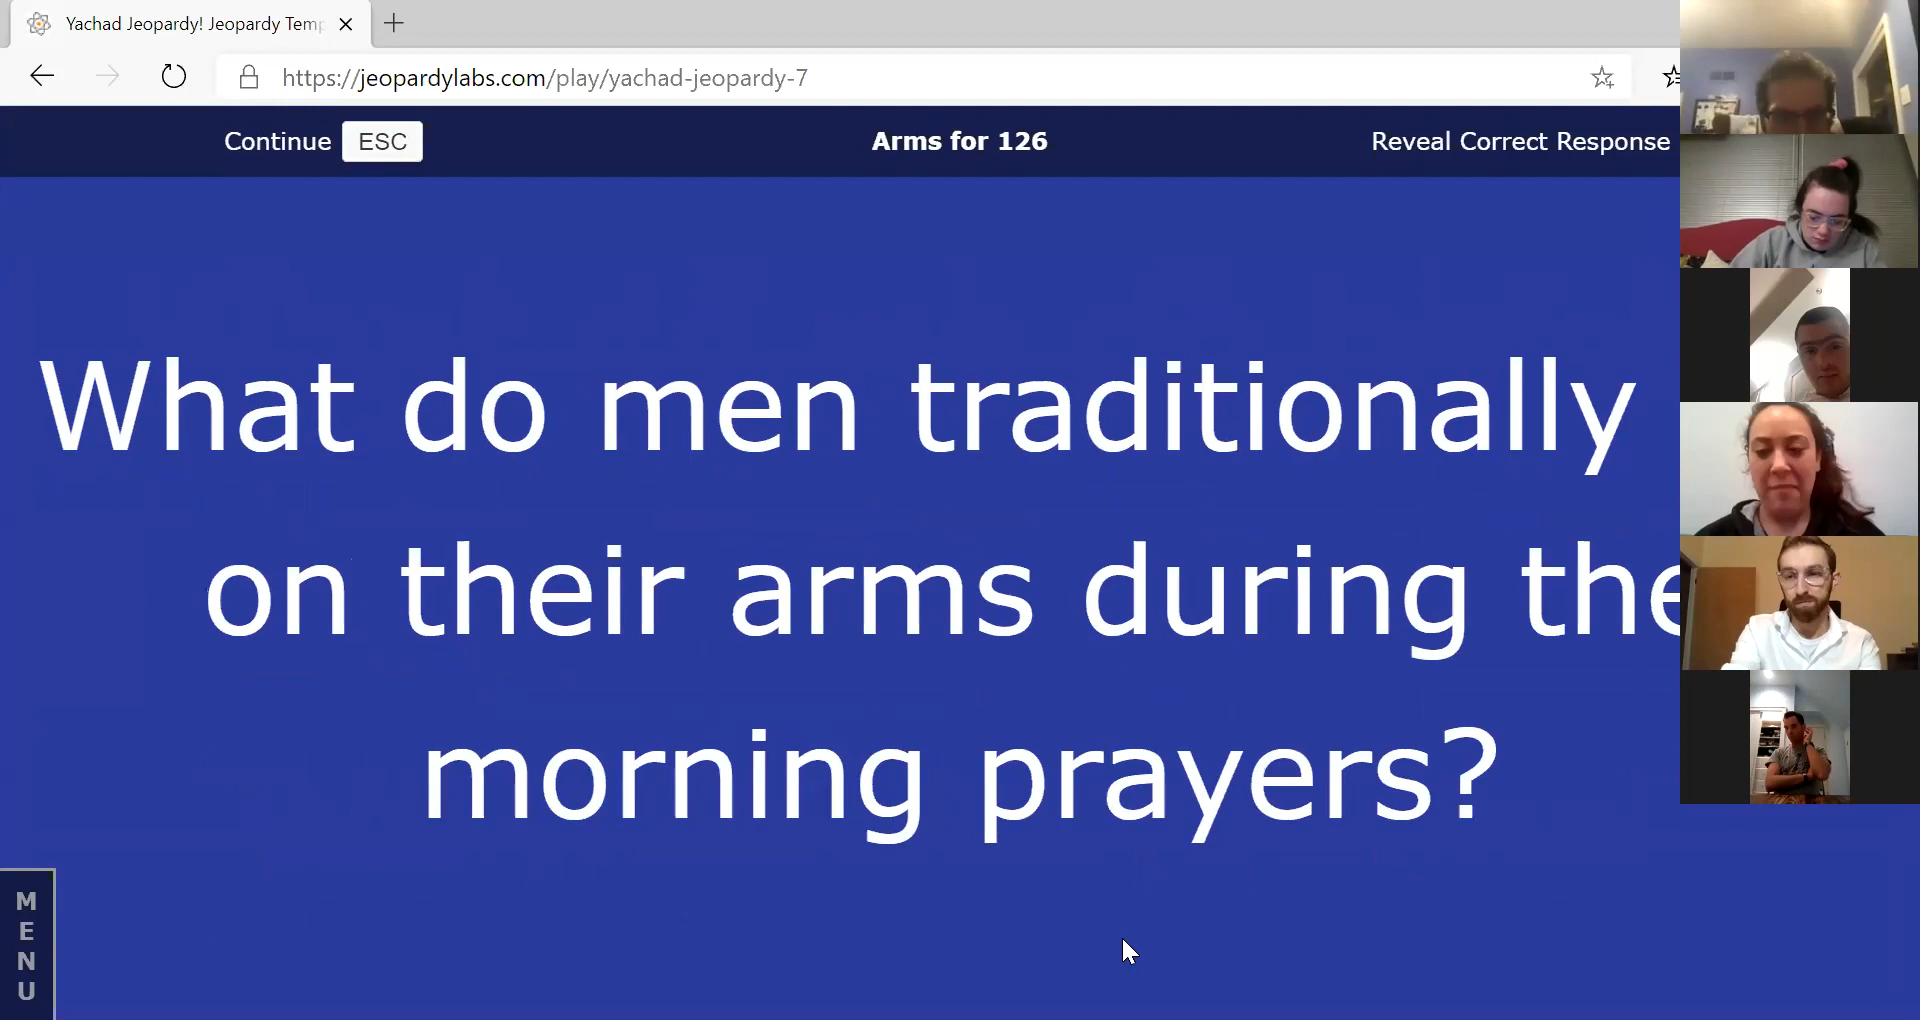 Yachad Jeopardy! Jeopardy Temp
https://jeopardylabs.com/play/yachad-jeopardy-7
Continue ESC
Arms for 126
Reveal Correct Response
What do men traditionally
on their arms during the
morning prayers?
MENU